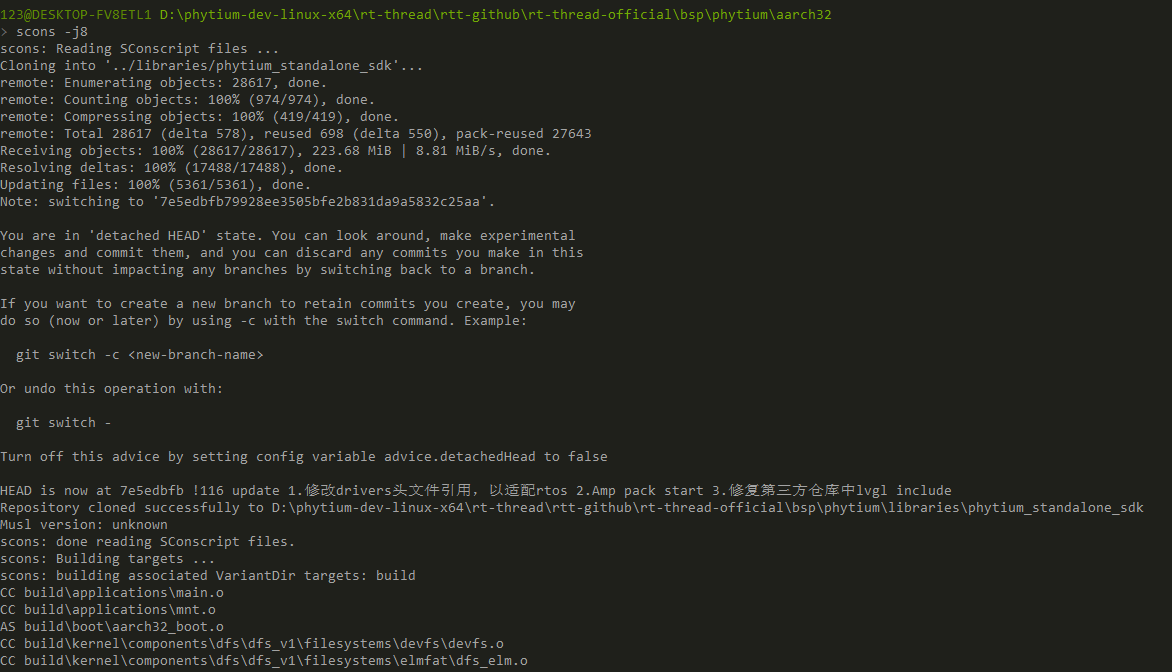 123@DESKTOP-FV8ETL1 D:\phytium-dev-linux-x64\rt-thread\rtt-github\rt-thread-official\bsp\phytium\aarch32
> scons -j8
scons: Reading SConscript files ...
Cloning into '../libraries/phytium_standalone_sdk'...
remote: Enumerating objects: 28617, done.
remote: Counting objects: 100% (974/974), done.
remote: Compressing objects: 100% (419/419), done.
remote: Total 28617 (delta 578), reused 698 (delta 550), pack-reused 27643
Receiving objects: 100% (28617/28617), 223.68 MiB | 8.81 MiB/s, done.
Resolving deltas: 100% (17488/17488), done.
Updating files: 100% (5361/5361), done.
Note: switching to '7e5edbfb79928ee3505bfe2b831da9a5832c25aa'.
You are in 'detached HEAD' state. You can look around, make experimental
changes and commit them, and you can discard any commits you make in this
state without impacting any branches by switching back to a branch.
If you want to create a new branch to retain commits you create, you may
do so (now or later) by using -c with the switch command. Example:
git switch -c <new-branch-name>
Or undo this operation with:
git switch -
Turn off this advice by setting config variable advice.detachedHead to false
HEAD is now at 7e5edbfb !116 update 1.修改drivers头文件引用，以适配rtos 2.Amp pack start 3.修复第三方仓库中lvgl include
Repository cloned successfully to D:\phytium-dev-linux-x64\rt-thread\rtt-github\rt-thread-official\bsp\phytium\libraries\phytium_standalone_sdk
Musl version: unknown
scons: done reading SConscript files.
scons: Building targets ...
scons: building associated VariantDir targets: build
CC build\applications\main.o
CC build\applications\mnt.o
AS build\boot\aarch32_boot.o
CC build\kernel\components\dfs\dfs_v1\filesystems\devfs\devfs.o
CC build\kernel\components\dfs\dfs_v1\filesystems\elmfat\dfs_elm.o